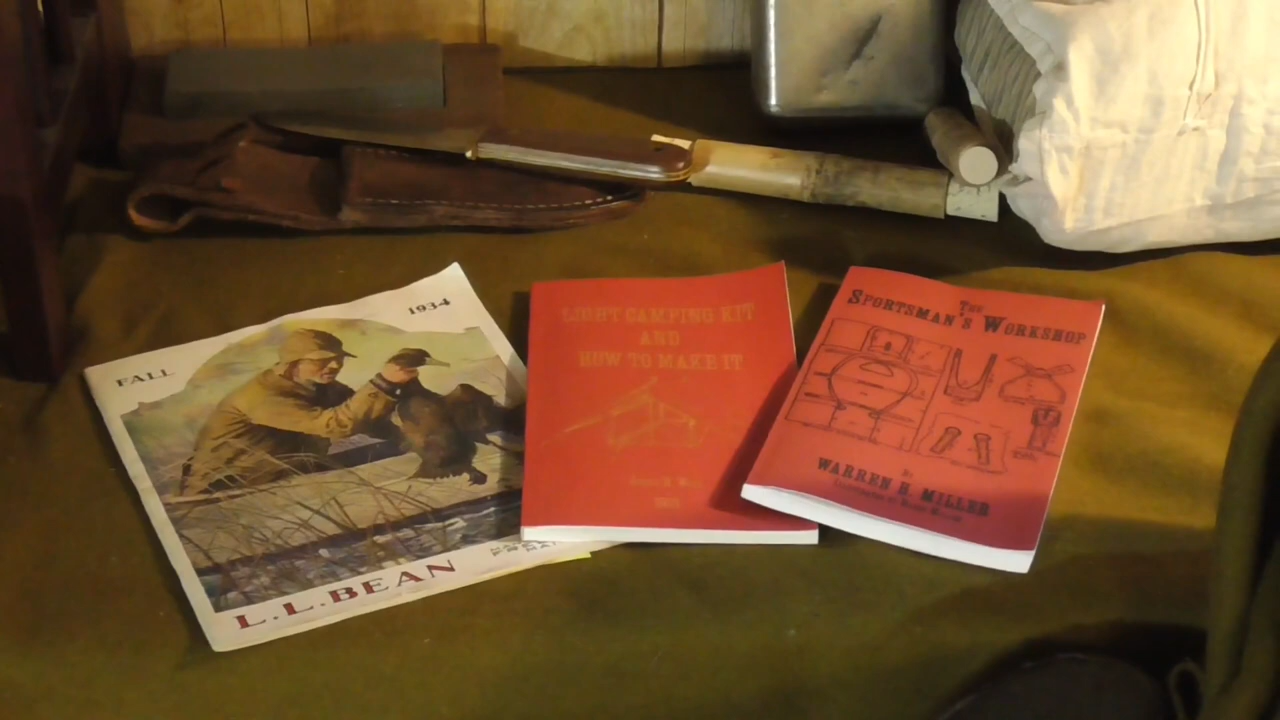 FALL
1934
L.L.BEAN
LIGHT CAMPING KIT
AND
HOW TO MAKE IT
THE
SPORTSMAN'S WORKSHOP
BY
WARREN H. MILLER